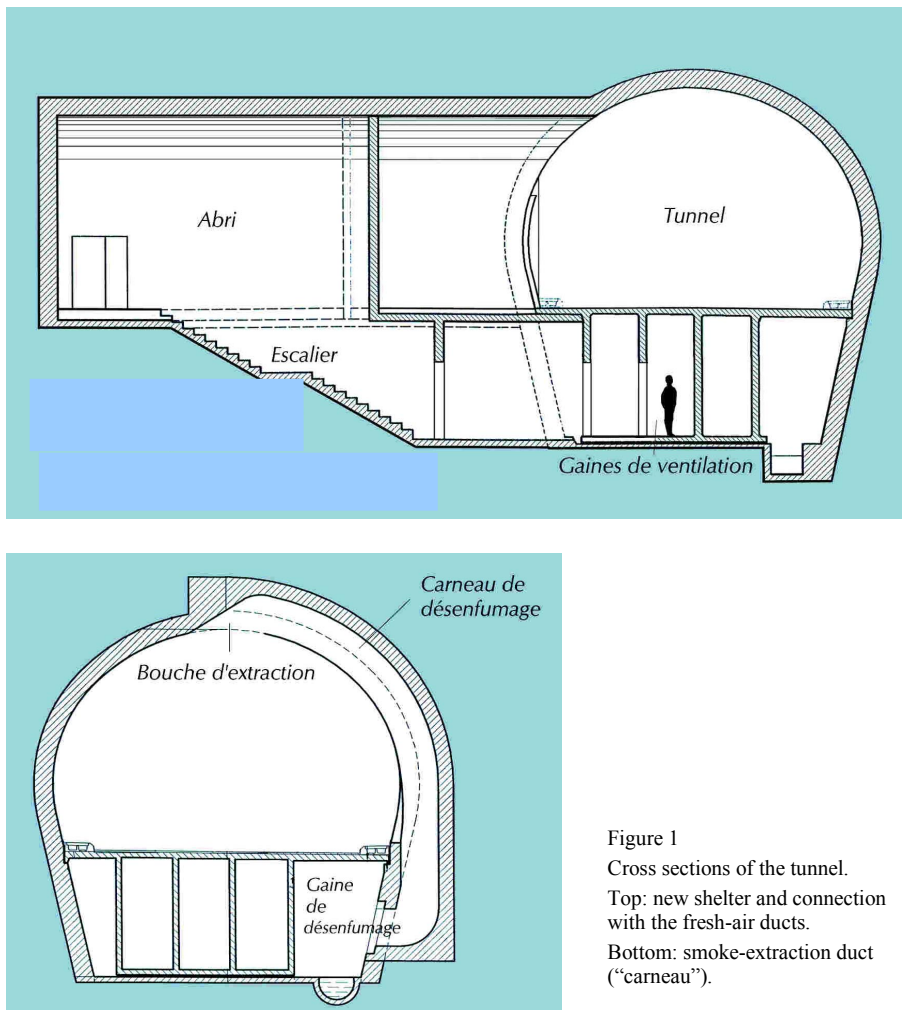 Abri
Tunnel
Escalier
Gaines de ventilation
Carneau de
désenfumage
Bouche d'extraction
Gaine
de
désenfumage
Figure 1
Cross sections of the tunnel.
Top: new shelter and connection
with the fresh-air ducts.
Bottom: smoke-extraction duct
(“carneau”).